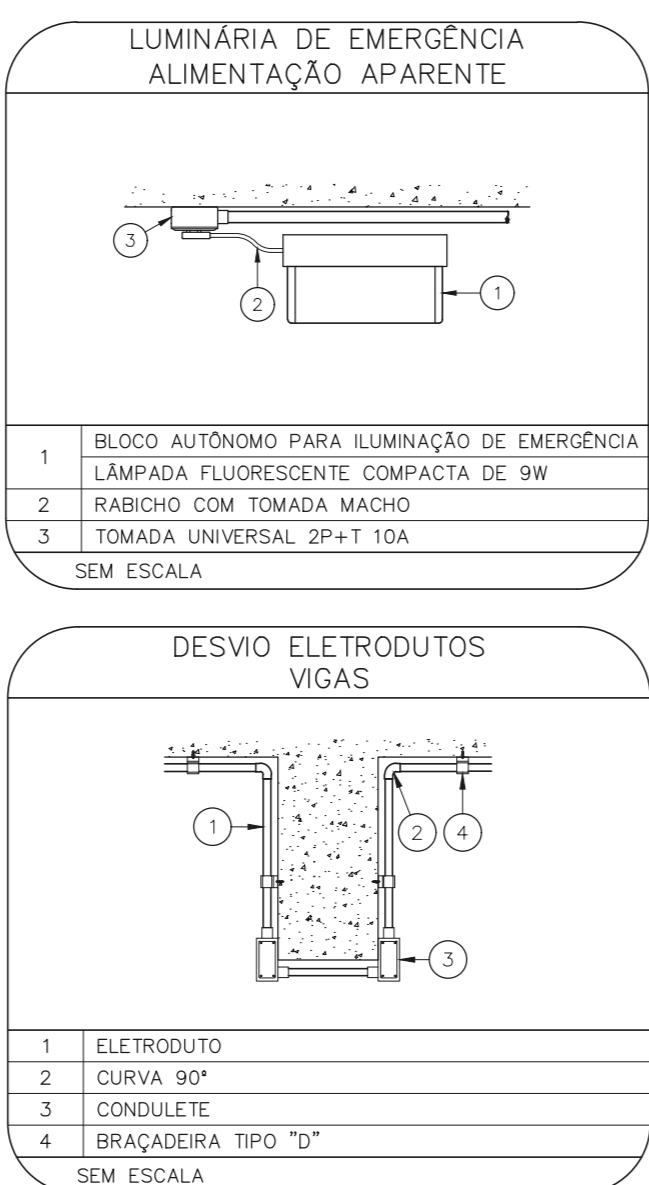 LUMINÁRIA DE EMERGÊNCIA
ALIMENTAÇÃO APARENTE
3
2
1
1 BLOCO AUTÔNOMO PARA ILUMINAÇÃO DE EMERGÊNCIA
LÂMPADA FLUORESCENTE COMPACTA DE 9W
2 RABICHO COM TOMADA MACHO
3 TOMADA UNIVERSAL 2P+T 10A
SEM ESCALA
DESVIO ELETRODUTOS
VIGAS
1 2 4
3
1 ELETRODUTO
2 CURVA 90°
3 CONDULETE
4 BRAÇADEIRA TIPO "D"
SEM ESCALA